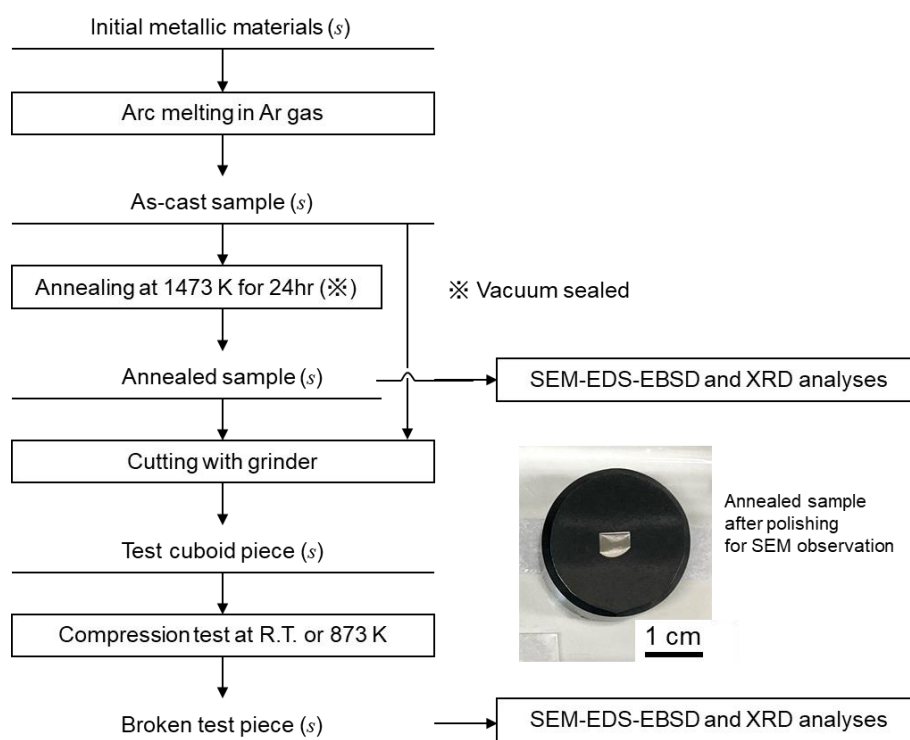 Initial metallic materials (s)
Arc melting in Ar gas
As-cast sample (s)
Annealing at 1473 K for 24hr (※)
※ Vacuum sealed
Annealed sample (s)
SEM-EDS-EBSD and XRD analyses
Cutting with grinder
Annealed sample
after polishing
for SEM observation
Test cuboid piece (s)
Compression test at R.T. or 873 K
1 cm
Broken test piece (s)
SEM-EDS-EBSD and XRD analyses